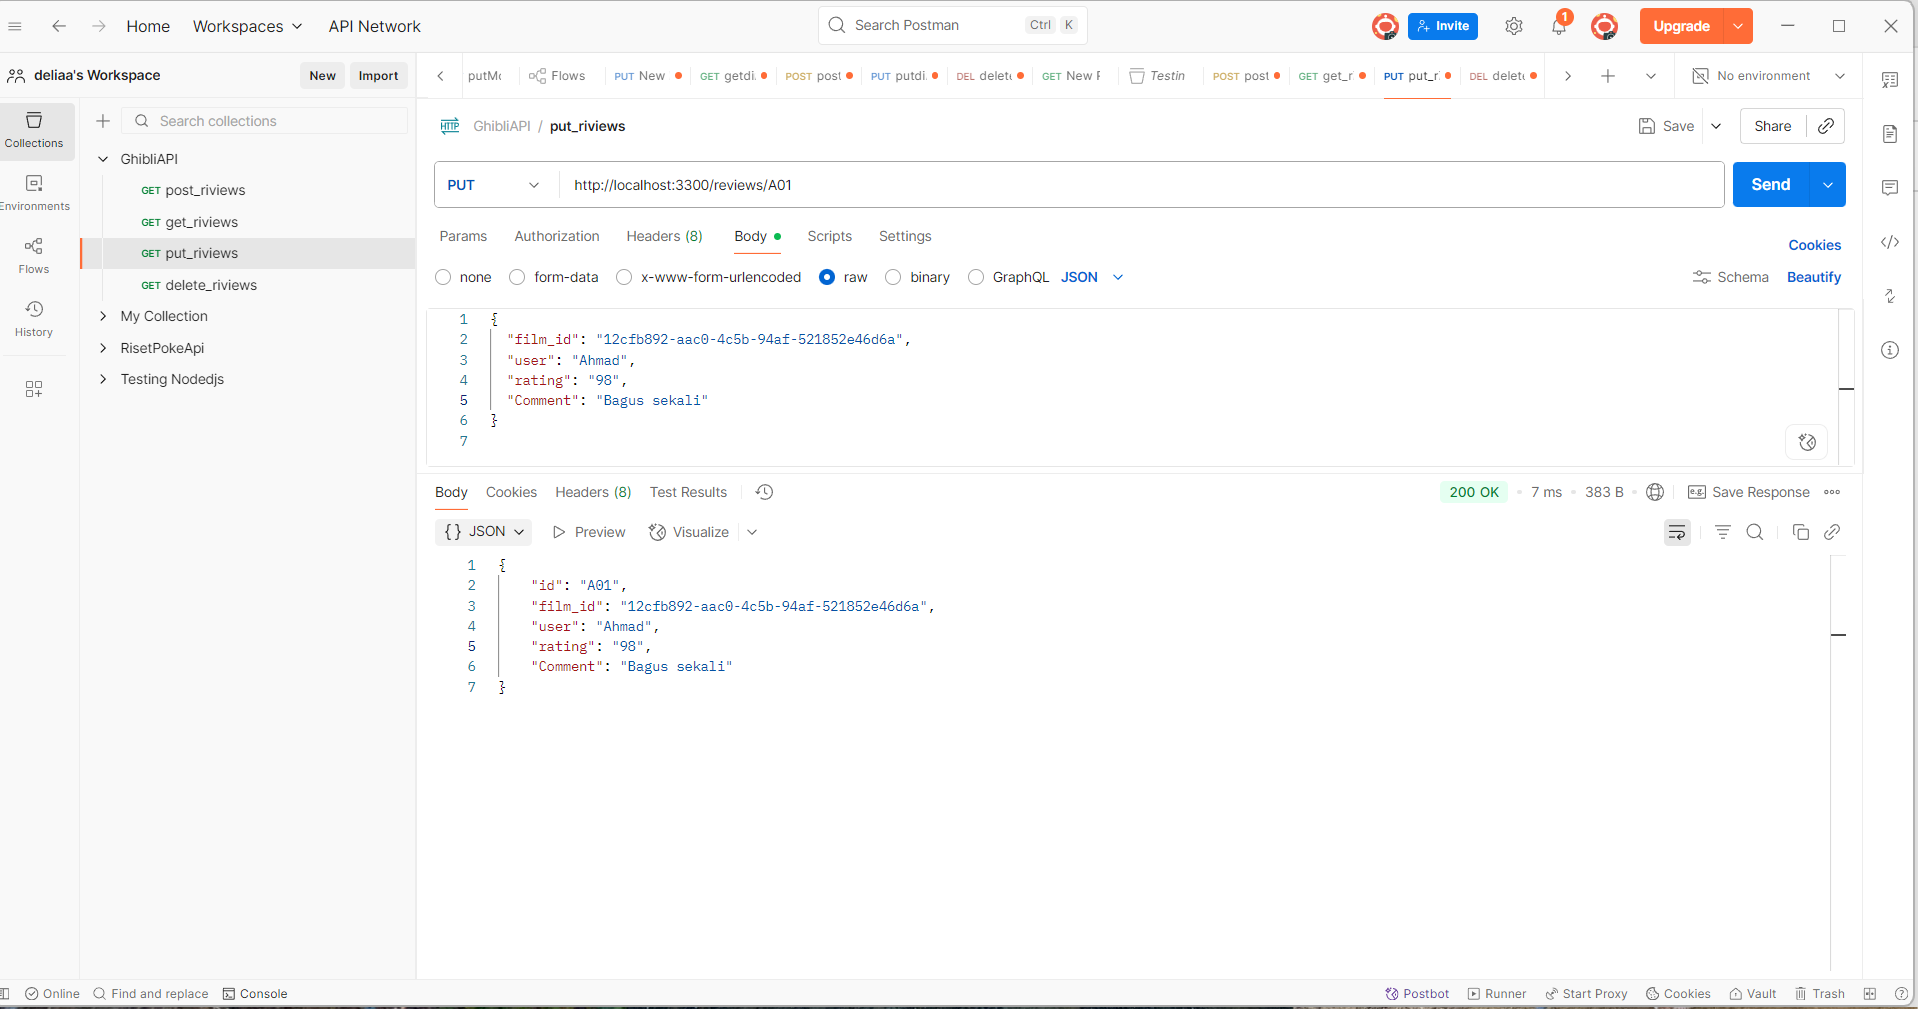 Home Workspaces API Network Search Postman Ctrl K Invite 1 Upgrade
deliaa's Workspace New Import
putMo Flows PUT New GET getdi. POST post PUT putdi. DEL delete GET New F Testin POST post GET get_r PUT put_r DEL delete No environment
Collections
Environments
Flows
History
Search collections
GhibliAPI
GET post_riviews
GET get_riviews
GET put_riviews
GET delete_riviews
My Collection
RisetPokeApi
Testing Nodedjs
HTTP GhibliAPI / put_riviews Save Share
PUT http://localhost:3300/reviews/A01 Send
Params Authorization Headers (8) Body Scripts Settings Cookies
none form-data x-www-form-urlencoded raw binary GraphQL JSON Schema Beautify
1 {
2 "film_id": "12cfb892-aac0-4c5b-94af-521852e46d6a",
3 "user": "Ahmad",
4 "rating": "98",
5 "Comment": "Bagus sekali"
6 }
7
Body Cookies Headers (8) Test Results 200 OK 7 ms 383 B e.g. Save Response
{} JSON Preview Visualize
1 {
2 "id": "A01",
3 "film_id": "12cfb892-aac0-4c5b-94af-521852e46d6a",
4 "user": "Ahmad",
5 "rating": "98",
6 "Comment": "Bagus sekali"
7 }
Online Find and replace Console Postbot Runner Start Proxy Cookies Vault Trash